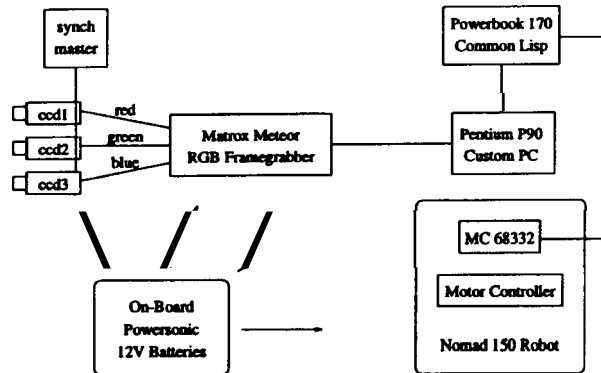 synch
master
Powerbook 170
Common Lisp
ccd1
red
ccd2
green
ccd3
blue
Matrox Meteor
RGB Framegrabber
Pentium P90
Custom PC
MC 68332
Motor Controller
Nomad 150 Robot
On-Board
Powersonic
12V Batteries